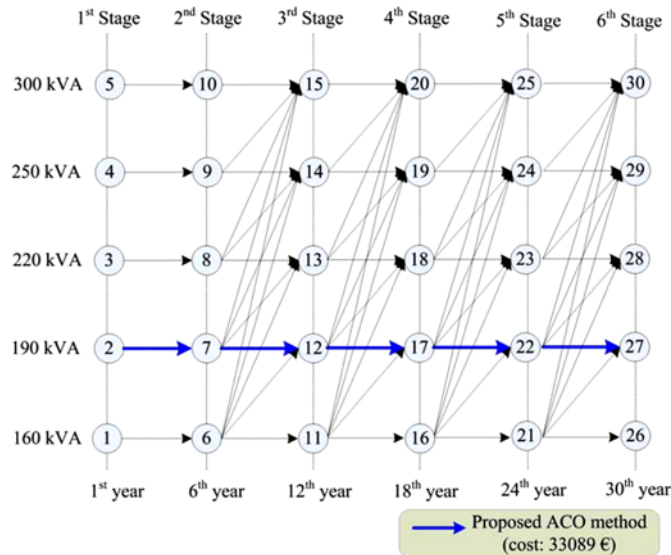 1st Stage 2nd Stage 3rd Stage 4th Stage 5th Stage 6th Stage
300 kVA 5 10 15 20 25 30
250 kVA 4 9 14 19 24 29
220 kVA 3 8 13 18 23 28
190 kVA 2 7 12 17 22 27
160 kVA 1 6 11 16 21 26
1st year 6th year 12th year 18th year 24th year 30th year
Proposed ACO method
(cost: 33089 €)